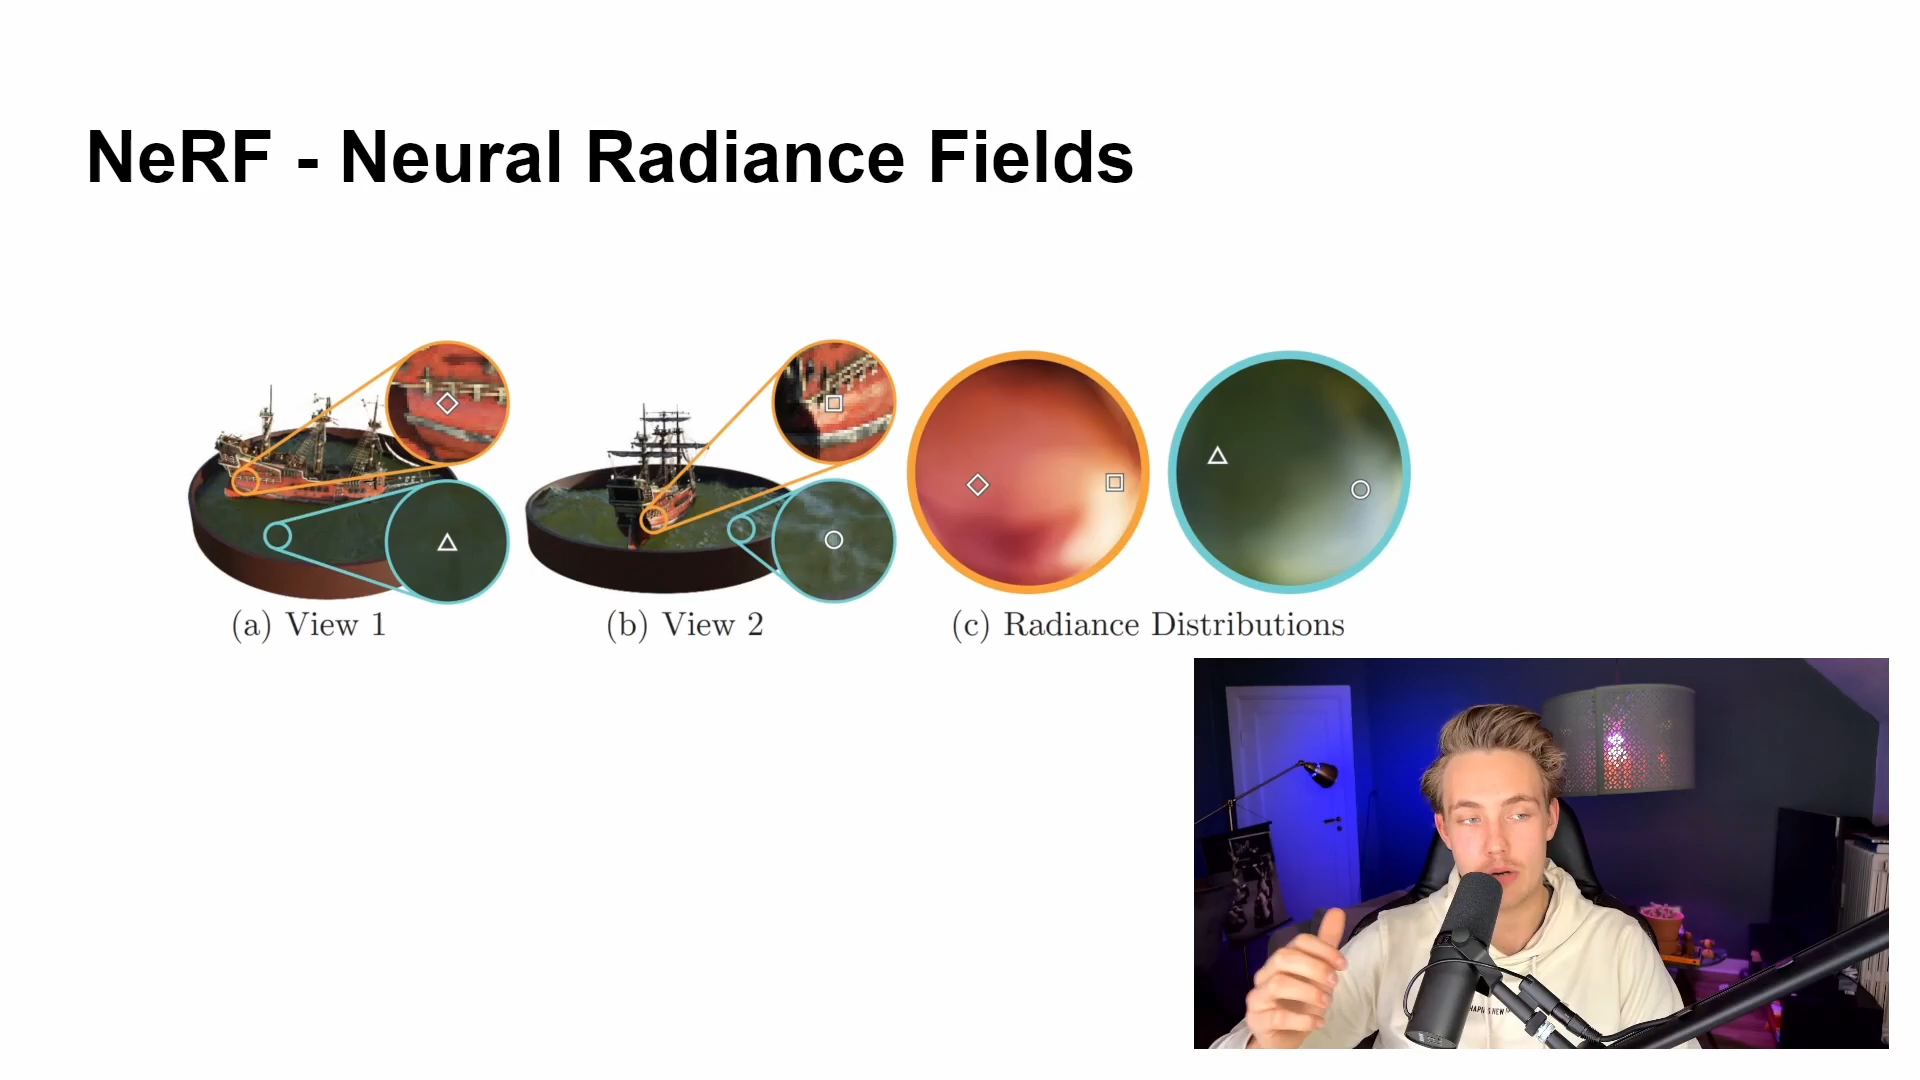 NeRF - Neural Radiance Fields
(a) View 1
(b) View 2
(c) Radiance Distributions